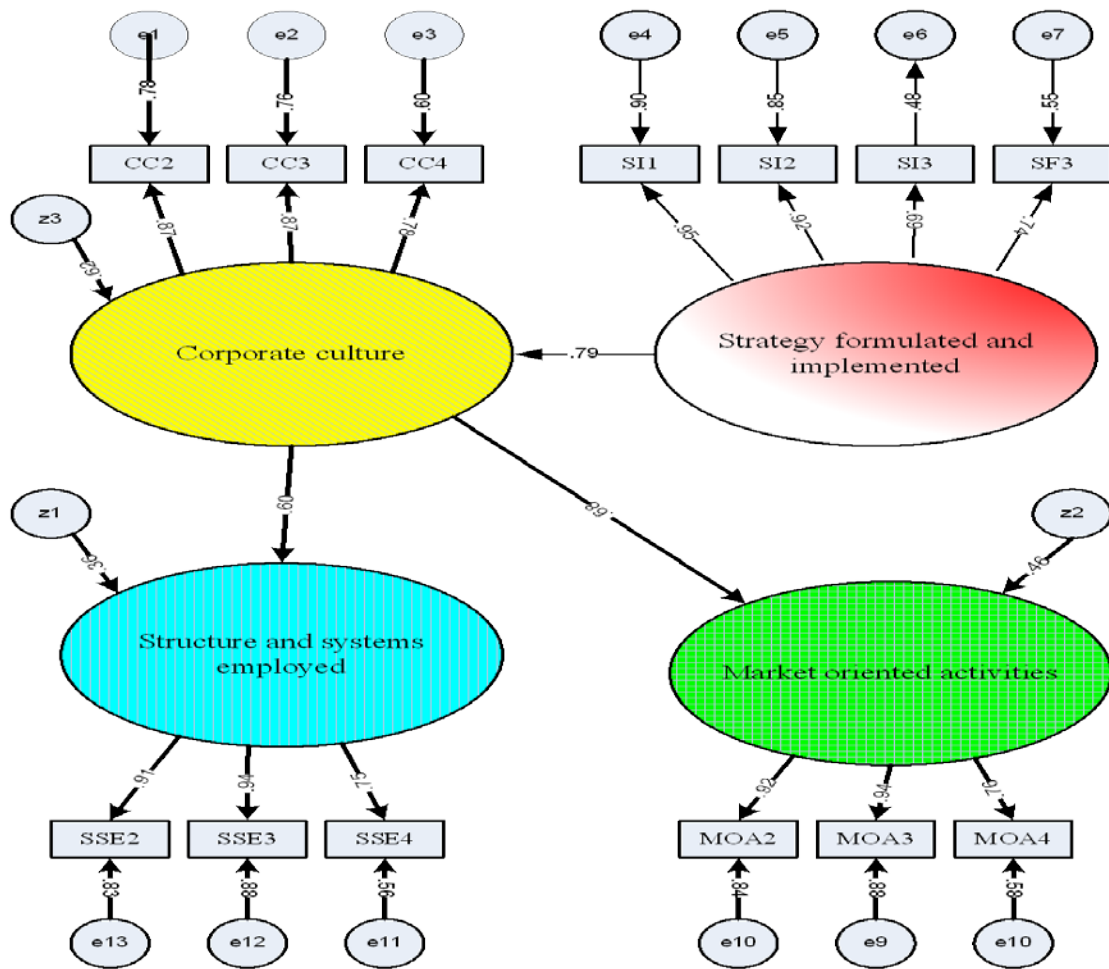 e1
e2
e3
e4
e5
e6
e7
.78
.76
.60
.90
.85
.48
.55
CC2
CC3
CC4
SI1
SI2
SI3
SF3
z3
.62
.87
.87
.78
.95
.92
.69
.74
Corporate culture
.79
Strategy formulated and
implemented
z1
.36
.60
.68
z2
.46
Structure and systems
employed
Market oriented activities
.91
.94
.75
.92
.94
.76
SSE2
SSE3
SSE4
MOA2
MOA3
MOA4
.83
.88
.56
.84
.88
.58
e13
e12
e11
e10
e9
e10